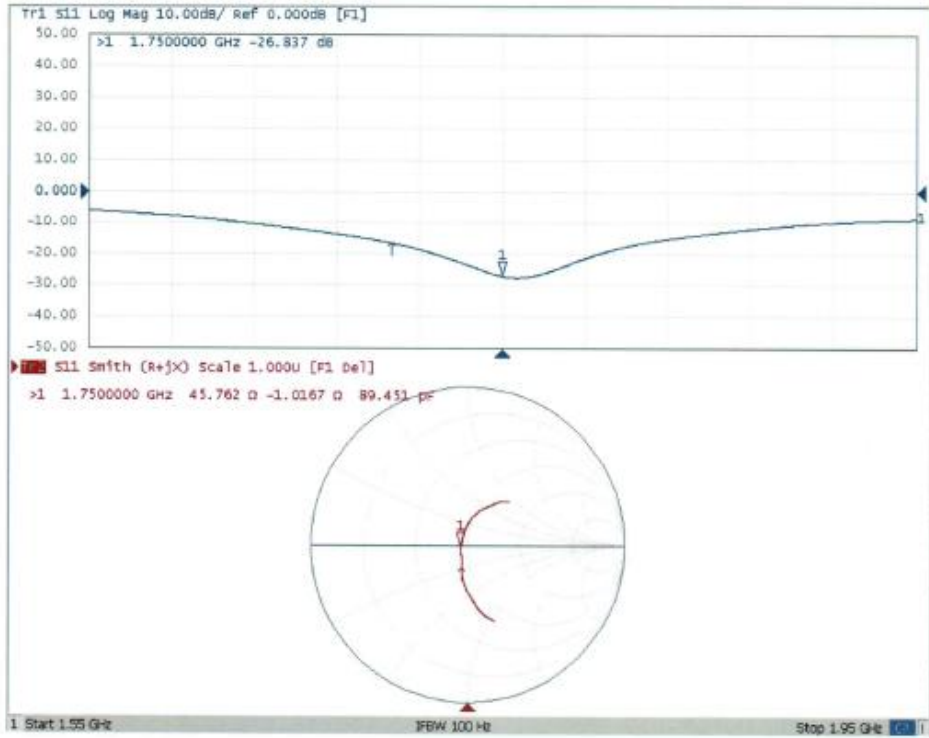 Tr1 S11 Log Mag 10.00dB/ Ref 0.000dB [F1]
50.00
>1 1.7500000 GHz -26.837 dB
40.00
30.00
20.00
10.00
0.000
-10.00
1
-20.00
1
-30.00
-40.00
-50.00
Tr2 S11 Smith (R+jX) Scale 1.000U [F1 Del]
>1 1.7500000 GHz 45.762 Ω -1.0167 Ω 89.451 pF
1
1 Start 1.55 GHz IFBW 100 Hz Stop 1.95 GHz